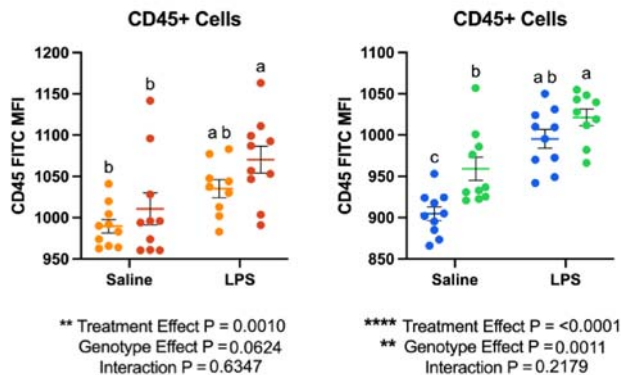 CD45+ Cells
CD45 FITC MFI
1200
1150
1100
1050
1000
950
b
b
a b
a
Saline
LPS
** Treatment Effect P = 0.0010
Genotype Effect P = 0.0624
Interaction P = 0.6347
CD45+ Cells
CD45 FITC MFI
1100
1050
1000
950
900
850
c
b
a b
a
Saline
LPS
**** Treatment Effect P = <0.0001
** Genotype Effect P = 0.0011
Interaction P = 0.2179